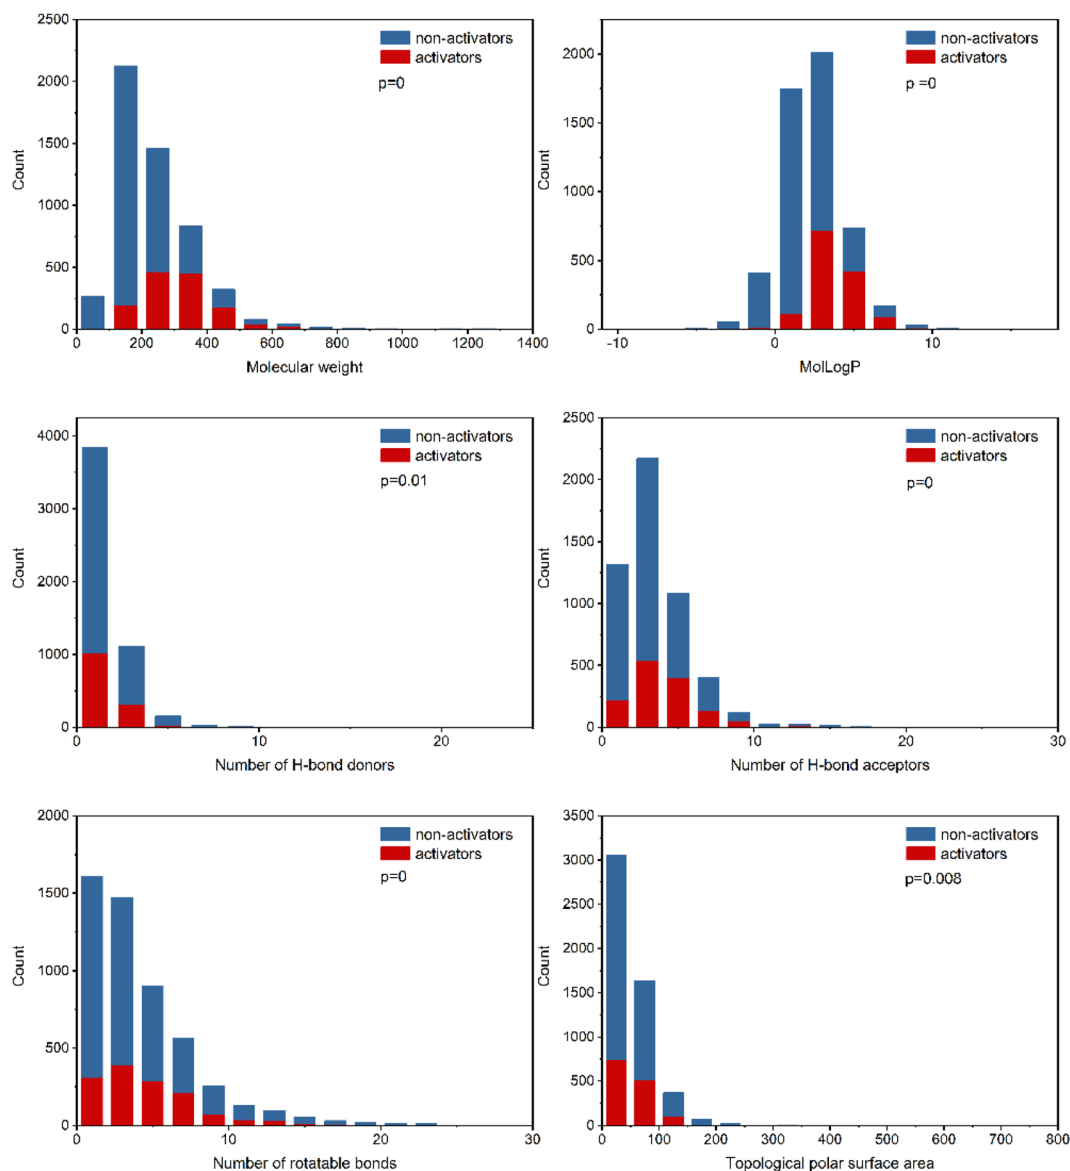 2500
2000
1500
1000
500
0
Count
non-activators
activators
p=0
0 200 400 600 800 1000 1200 1400
Molecular weight
2000
1500
1000
500
0
Count
non-activators
activators
p =0
-10 0 10
MolLogP
4000
3000
2000
1000
0
Count
non-activators
activators
p=0.01
0 10 20
Number of H-bond donors
2500
2000
1500
1000
500
0
Count
non-activators
activators
p=0
0 10 20 30
Number of H-bond acceptors
2000
1500
1000
500
0
Count
non-activators
activators
p=0
0 10 20 30
Number of rotatable bonds
3500
3000
2500
2000
1500
1000
500
0
Count
non-activators
activators
p=0.008
0 100 200 300 400 500 600 700 800
Topological polar surface area